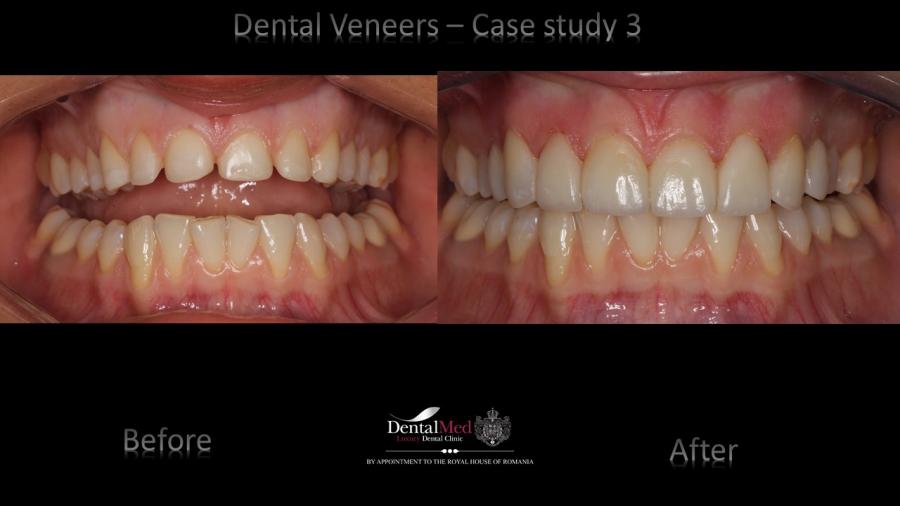 Dental Veneers – Case study 3
Before
DentalMed
Luxury Dental Clinic
BY APPOINTMENT TO THE ROYAL HOUSE OF ROMANIA
After